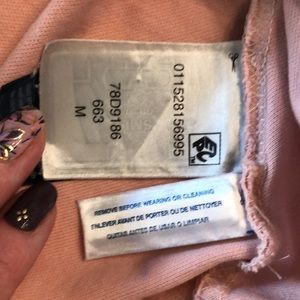 011528156995
78D9186
663
M
REMOVE BEFORE WEARING OR CLEANING
ENLEVER AVANT DE PORTER OU DE NETTOYER
QUITAR ANTES DE USAR O LIMPIAR